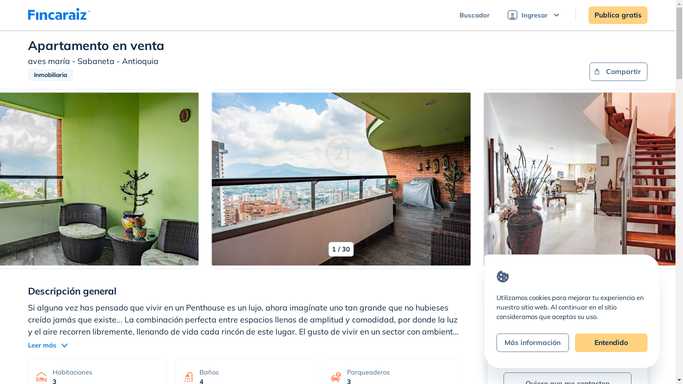 Fincaraiz
Buscador
Ingresar
Publica gratis
Apartamento en venta
aves maría - Sabaneta - Antioquia
Inmobiliaria
Compartir
1 / 30
Descripción general
Si alguna vez has pensado que vivir en un Penthouse es un lujo, ahora imagínate uno tan grande que no hubieses
creído jamás que existe... La combinación perfecta entre espacios llenos de amplitud y comodidad, por donde la luz
y el aire recorren libremente, llenando de vida cada rincón de este lugar. El gusto de vivir en un sector con ambient...
Leer más
Habitaciones
3
Baños
4
Parqueaderos
3
Utilizamos cookies para mejorar tu experiencia en
nuestro sitio web. Al continuar en el sitio
consideramos que aceptas su uso.
Más información
Entendido
Quiero que me contacten